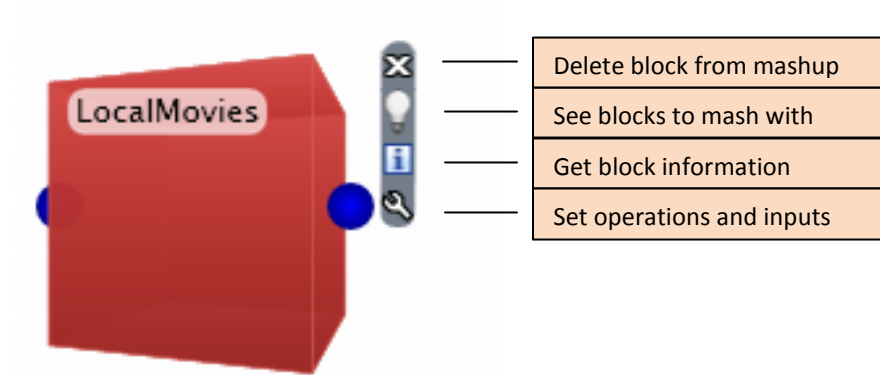 LocalMovies
Delete block from mashup
See blocks to mash with
Get block information
Set operations and inputs